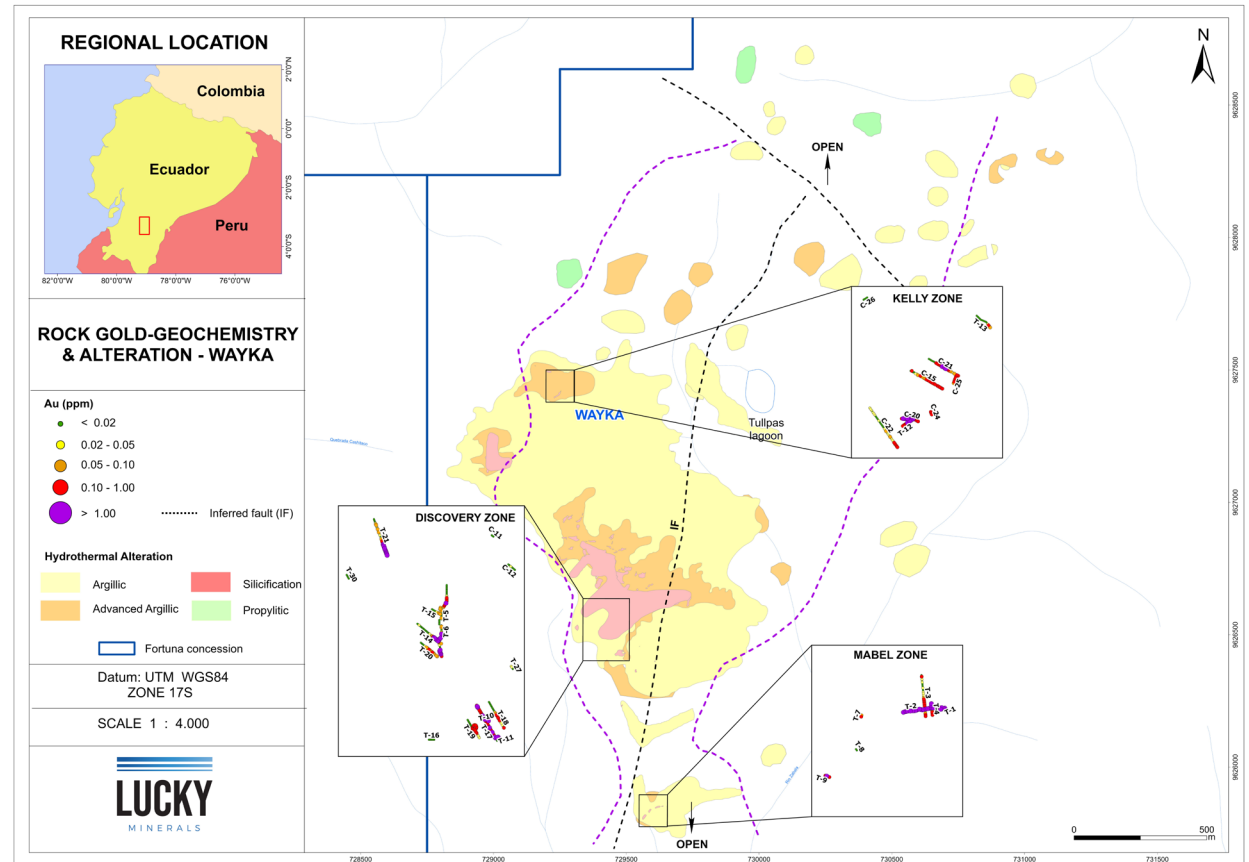 REGIONAL LOCATION
Colombia
Ecuador
Peru
2°0'0"N
0°0'0"
2°0'0"S
4°0'0"S
82°0'0"W
80°0'0"W
78°0'0"W
76°0'0"W
ROCK GOLD-GEOCHEMISTRY
& ALTERATION - WAYKA
Au (ppm)
< 0.02
0.02 - 0.05
0.05 - 0.10
0.10 - 1.00
> 1.00
Inferred fault (IF)
Hydrothermal Alteration
Argillic
Silicification
Advanced Argillic
Propylitic
Fortuna concession
Datum: UTM WGS84
ZONE 17S
SCALE 1 : 4.000
LUCKY
MINERALS
N
OPEN
KELLY ZONE
C-26
T-13
C-21
C-15
C-25
C-24
C-20
T-12
C-22
WAYKA
Tullpas
lagoon
IF
DISCOVERY ZONE
T-21
C-11
C-12
T-30
T-15
T-5
T-6
T-14
T-20
T-27
T-10
T-18
T-19
T-17
T-11
T-16
MABEL ZONE
T-3
T-2
T-4
T-1
T-7
T-8
T-9
OPEN
0
500
m
9628500
9628000
9627500
9627000
9626500
9626000
728500
729000
729500
730000
730500
731000
731500